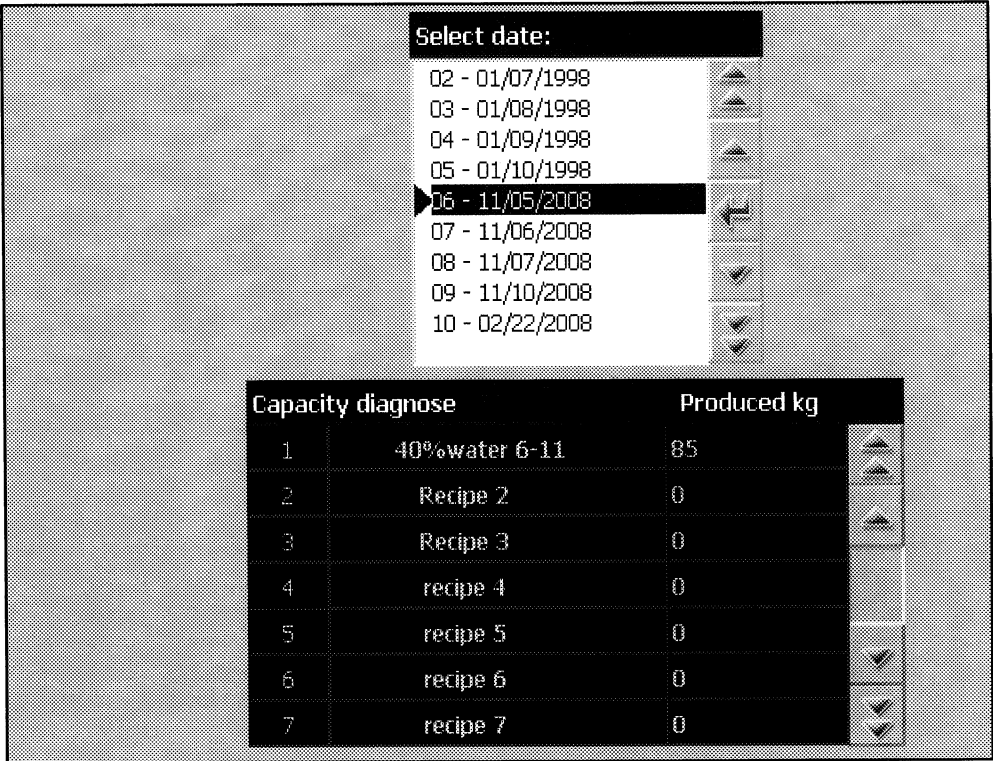 Select date:
02 - 01/07/1998
03 - 01/08/1998
04 - 01/09/1998
05 - 01/10/1998
06 - 11/05/2008
07 - 11/06/2008
08 - 11/07/2008
09 - 11/10/2008
10 - 02/22/2008
Capacity diagnose Produced kg
1 40%water 6-11 85
2 Recipe 2 0
3 Recipe 3 0
4 recipe 4 0
5 recipe 5 0
6 recipe 6 0
7 recipe 7 0